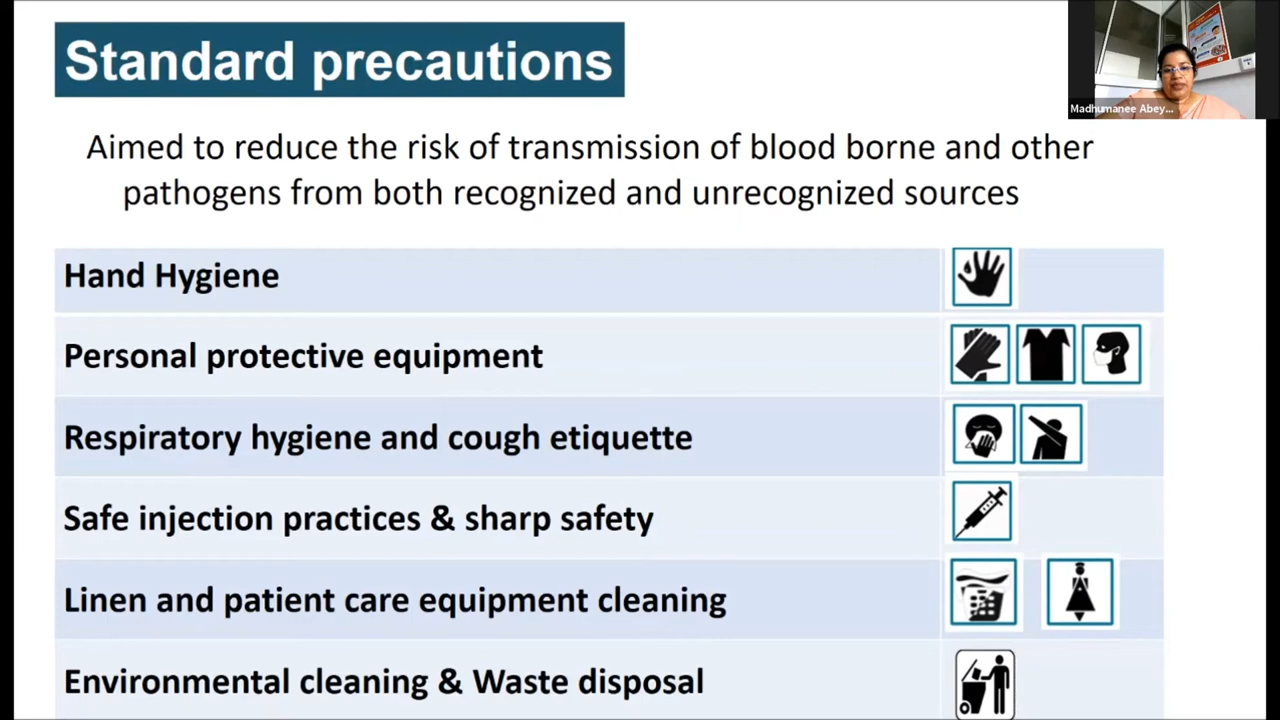 Standard precautions
Madhumanee Abey...
Aimed to reduce the risk of transmission of blood borne and other
pathogens from both recognized and unrecognized sources
Hand Hygiene
Personal protective equipment
Respiratory hygiene and cough etiquette
Safe injection practices & sharp safety
Linen and patient care equipment cleaning
Environmental cleaning & Waste disposal